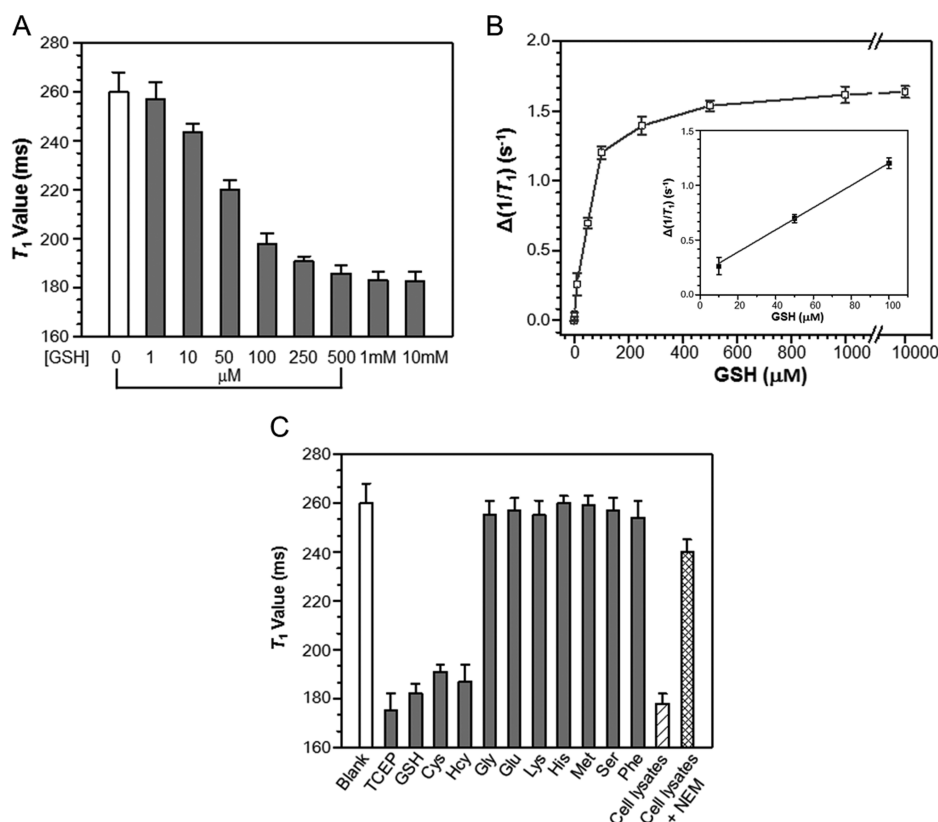 A
T₁ Value (ms)
280
260
240
220
200
180
160
[GSH] 0 1 10 50 100 250 500 1mM 10mM
μM
B
Δ(1/T₁) (s⁻¹)
2.0
1.5
1.0
0.5
0.0
0 200 400 600 800 1000 10000
GSH (μM)
Δ(1/T₁) (s⁻¹)
1.5
1.2
0.9
0.5
0.3
0.0
0 20 40 60 80 100
GSH (μM)
C
T₁ Value (ms)
280
260
240
220
200
180
160
Blank
TCEP
GSH
Cys
Hcy
Gly
Glu
Lys
His
Met
Ser
Phe
Cell lysates
Cell lysates
+ NEM